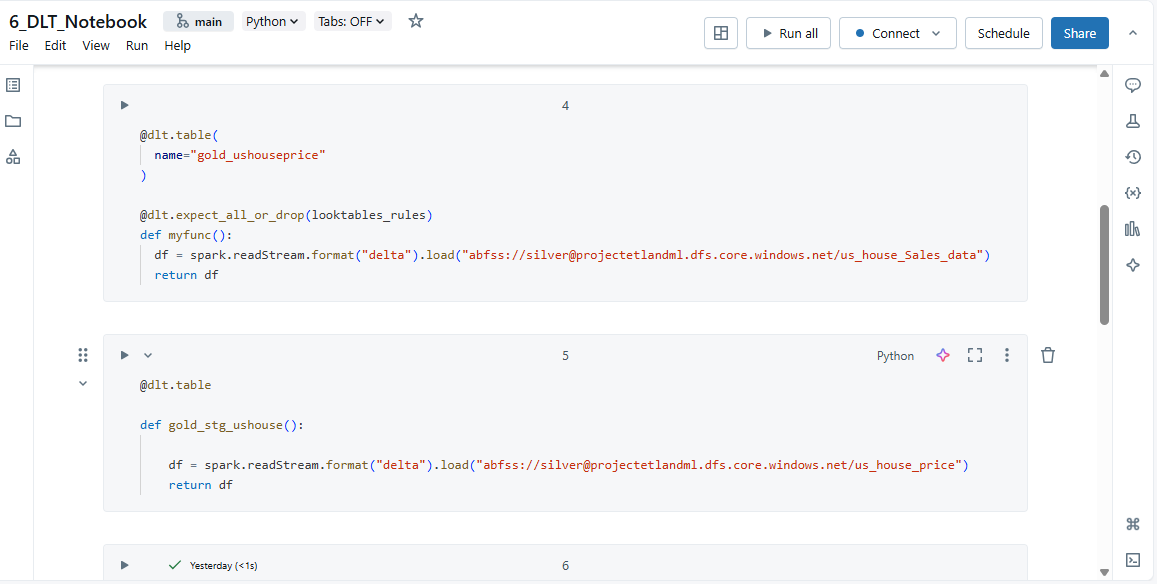 6_DLT_Notebook main Python Tabs: OFF
File Edit View Run Help
Run all Connect Schedule Share
4
@dlt.table(
name="gold_ushouseprice"
)
@dlt.expect_all_or_drop(looktables_rules)
def myfunc():
df = spark.readStream.format("delta").load("abfss://silver@projectetlandml.dfs.core.windows.net/us_house_Sales_data")
return df
5 Python
@dlt.table
def gold_stg_ushouse():
df = spark.readStream.format("delta").load("abfss://silver@projectetlandml.dfs.core.windows.net/us_house_price")
return df
Yesterday (<1s) 6